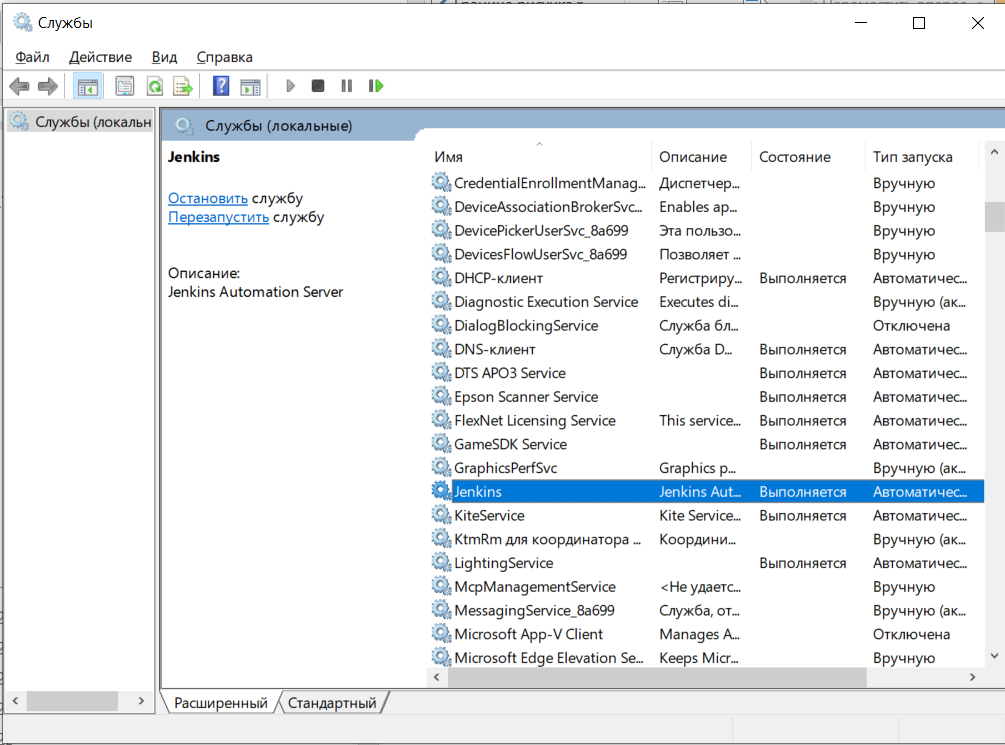 Службы
Файл Действие Вид Справка
Службы (локальн
Службы (локальные)
Jenkins
Остановить службу
Перезапустить службу
Описание:
Jenkins Automation Server
Имя Описание Состояние Тип запуска
CredentialEnrollmentManag... Диспетчер... Вручную
DeviceAssociationBrokerSvc... Enables ap... Вручную
DevicePickerUserSvc_8a699 Эта пользо... Вручную
DevicesFlowUserSvc_8a699 Позволяет ... Вручную
DHCP-клиент Регистриру... Выполняется Автоматичес...
Diagnostic Execution Service Executes di... Вручную (ак...
DialogBlockingService Служба бл... Отключена
DNS-клиент Служба D... Выполняется Автоматичес...
DTS APO3 Service Выполняется Автоматичес...
Epson Scanner Service Выполняется Автоматичес...
FlexNet Licensing Service This service... Выполняется Автоматичес...
GameSDK Service Выполняется Автоматичес...
GraphicsPerfSvc Graphics p... Вручную (ак...
Jenkins Jenkins Aut... Выполняется Автоматичес...
KiteService Kite Service... Выполняется Автоматичес...
KtmRm для координатора ... Координи... Вручную (ак...
LightingService Выполняется Автоматичес...
McpManagementService <Не удаетс... Вручную
MessagingService_8a699 Служба, от... Вручную (ак...
Microsoft App-V Client Manages A... Отключена
Microsoft Edge Elevation Se... Keeps Micr... Вручную
Расширенный Стандартный